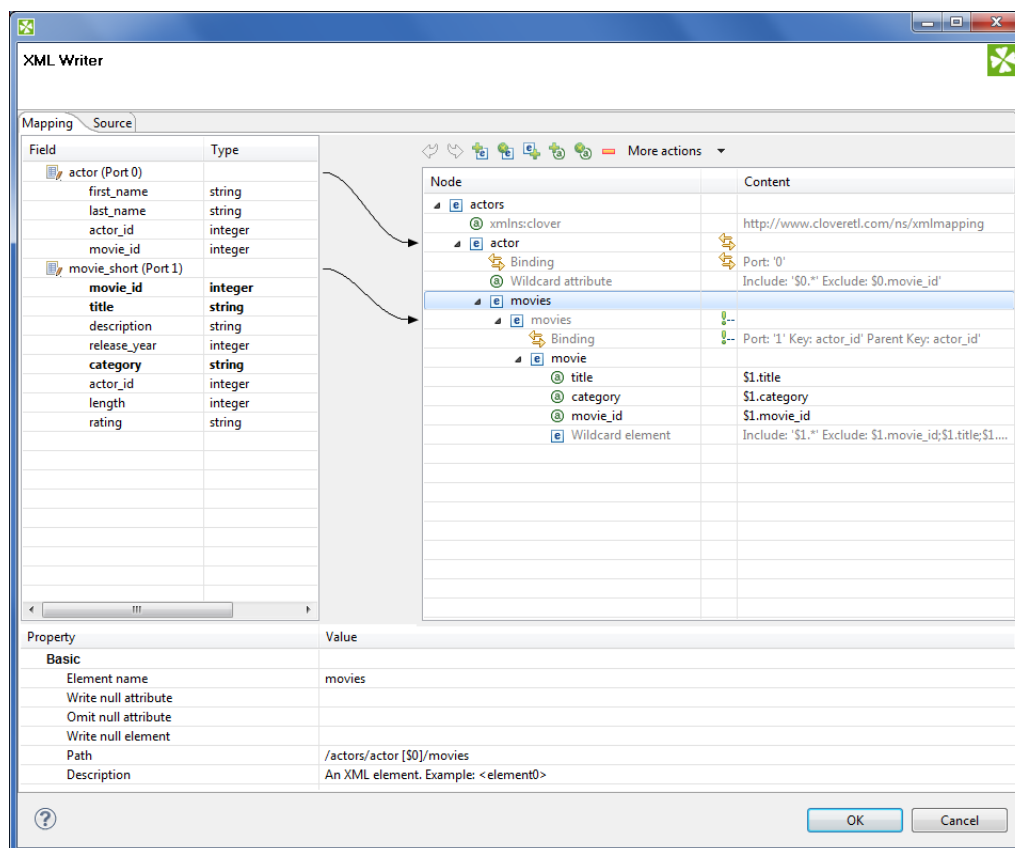 XML Writer
Mapping Source
Field Type
actor (Port 0)
first_name string
last_name string
actor_id integer
movie_id integer
movie_short (Port 1)
movie_id integer
title string
description string
release_year integer
category string
actor_id integer
length integer
rating string
More actions
Node Content
actors
xmlns:clover http://www.cloveretl.com/ns/xmlmapping
actor
Binding Port: '0'
Wildcard attribute Include: '$0.*' Exclude: $0.movie_id'
movies
movies
Binding Port: '1' Key: actor_id' Parent Key: actor_id'
movie
title $1.title
category $1.category
movie_id $1.movie_id
Wildcard element Include: '$1.*' Exclude: $1.movie_id;$1.title;$1....
Property Value
Basic
Element name movies
Write null attribute
Omit null attribute
Write null element
Path /actors/actor [$0]/movies
Description An XML element. Example: <element0>
OK Cancel